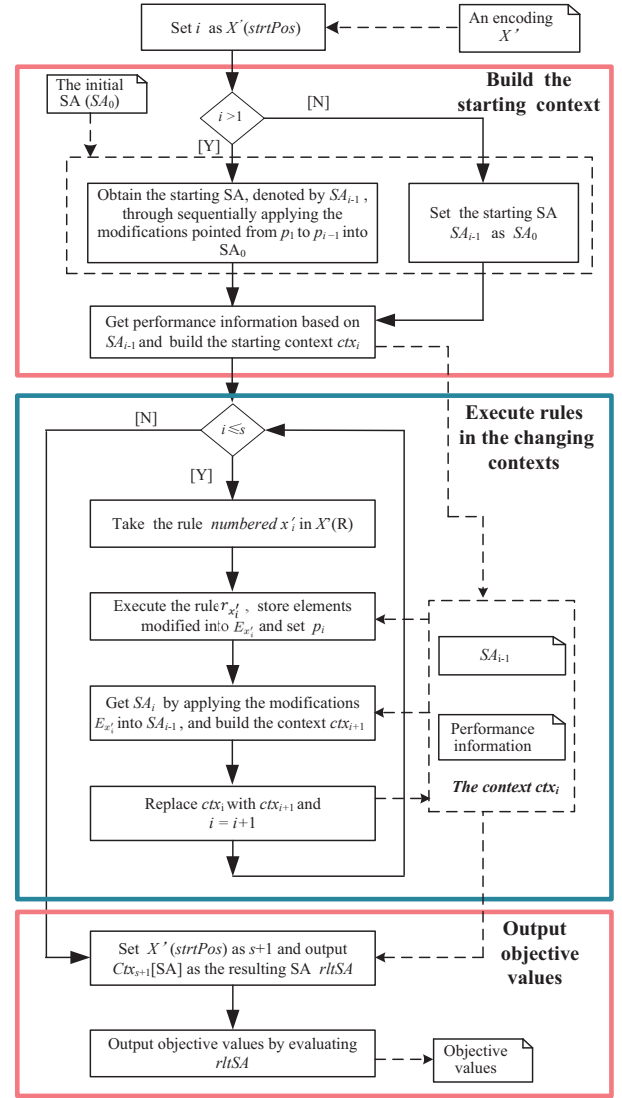 Set i as X′(strtPos)
An encoding
X′
Build the
starting context
The initial
SA (SA₀)
i >1
[N]
[Y]
Obtain the starting SA, denoted by SAᵢ₋₁ ,
through sequentially applying the
modifications pointed from p₁ to pᵢ₋₁ into
SA₀
Set the starting SA
SAᵢ₋₁ as SA₀
Get performance information based on
SAᵢ₋₁ and build the starting context ctxᵢ
Execute rules
in the changing
contexts
[N]
i⩽s
[Y]
Take the rule numbered x′ᵢ in X'(R)
Execute the rule r_{x′ᵢ} , store elements
modified into E_{x′ᵢ} and set pᵢ
Get SAᵢ by applying the modifications
E_{x′ᵢ} into SAᵢ₋₁, and build the context ctxᵢ₊₁
Replace ctxᵢ with ctxᵢ₊₁ and
i = i+1
SAᵢ₋₁
Performance
information
The context ctxᵢ
Output
objective
values
Set X′(strtPos) as s+1 and output
Ctxₛ₊₁[SA] as the resulting SA rltSA
Output objective values by evaluating
rltSA
Objective
values